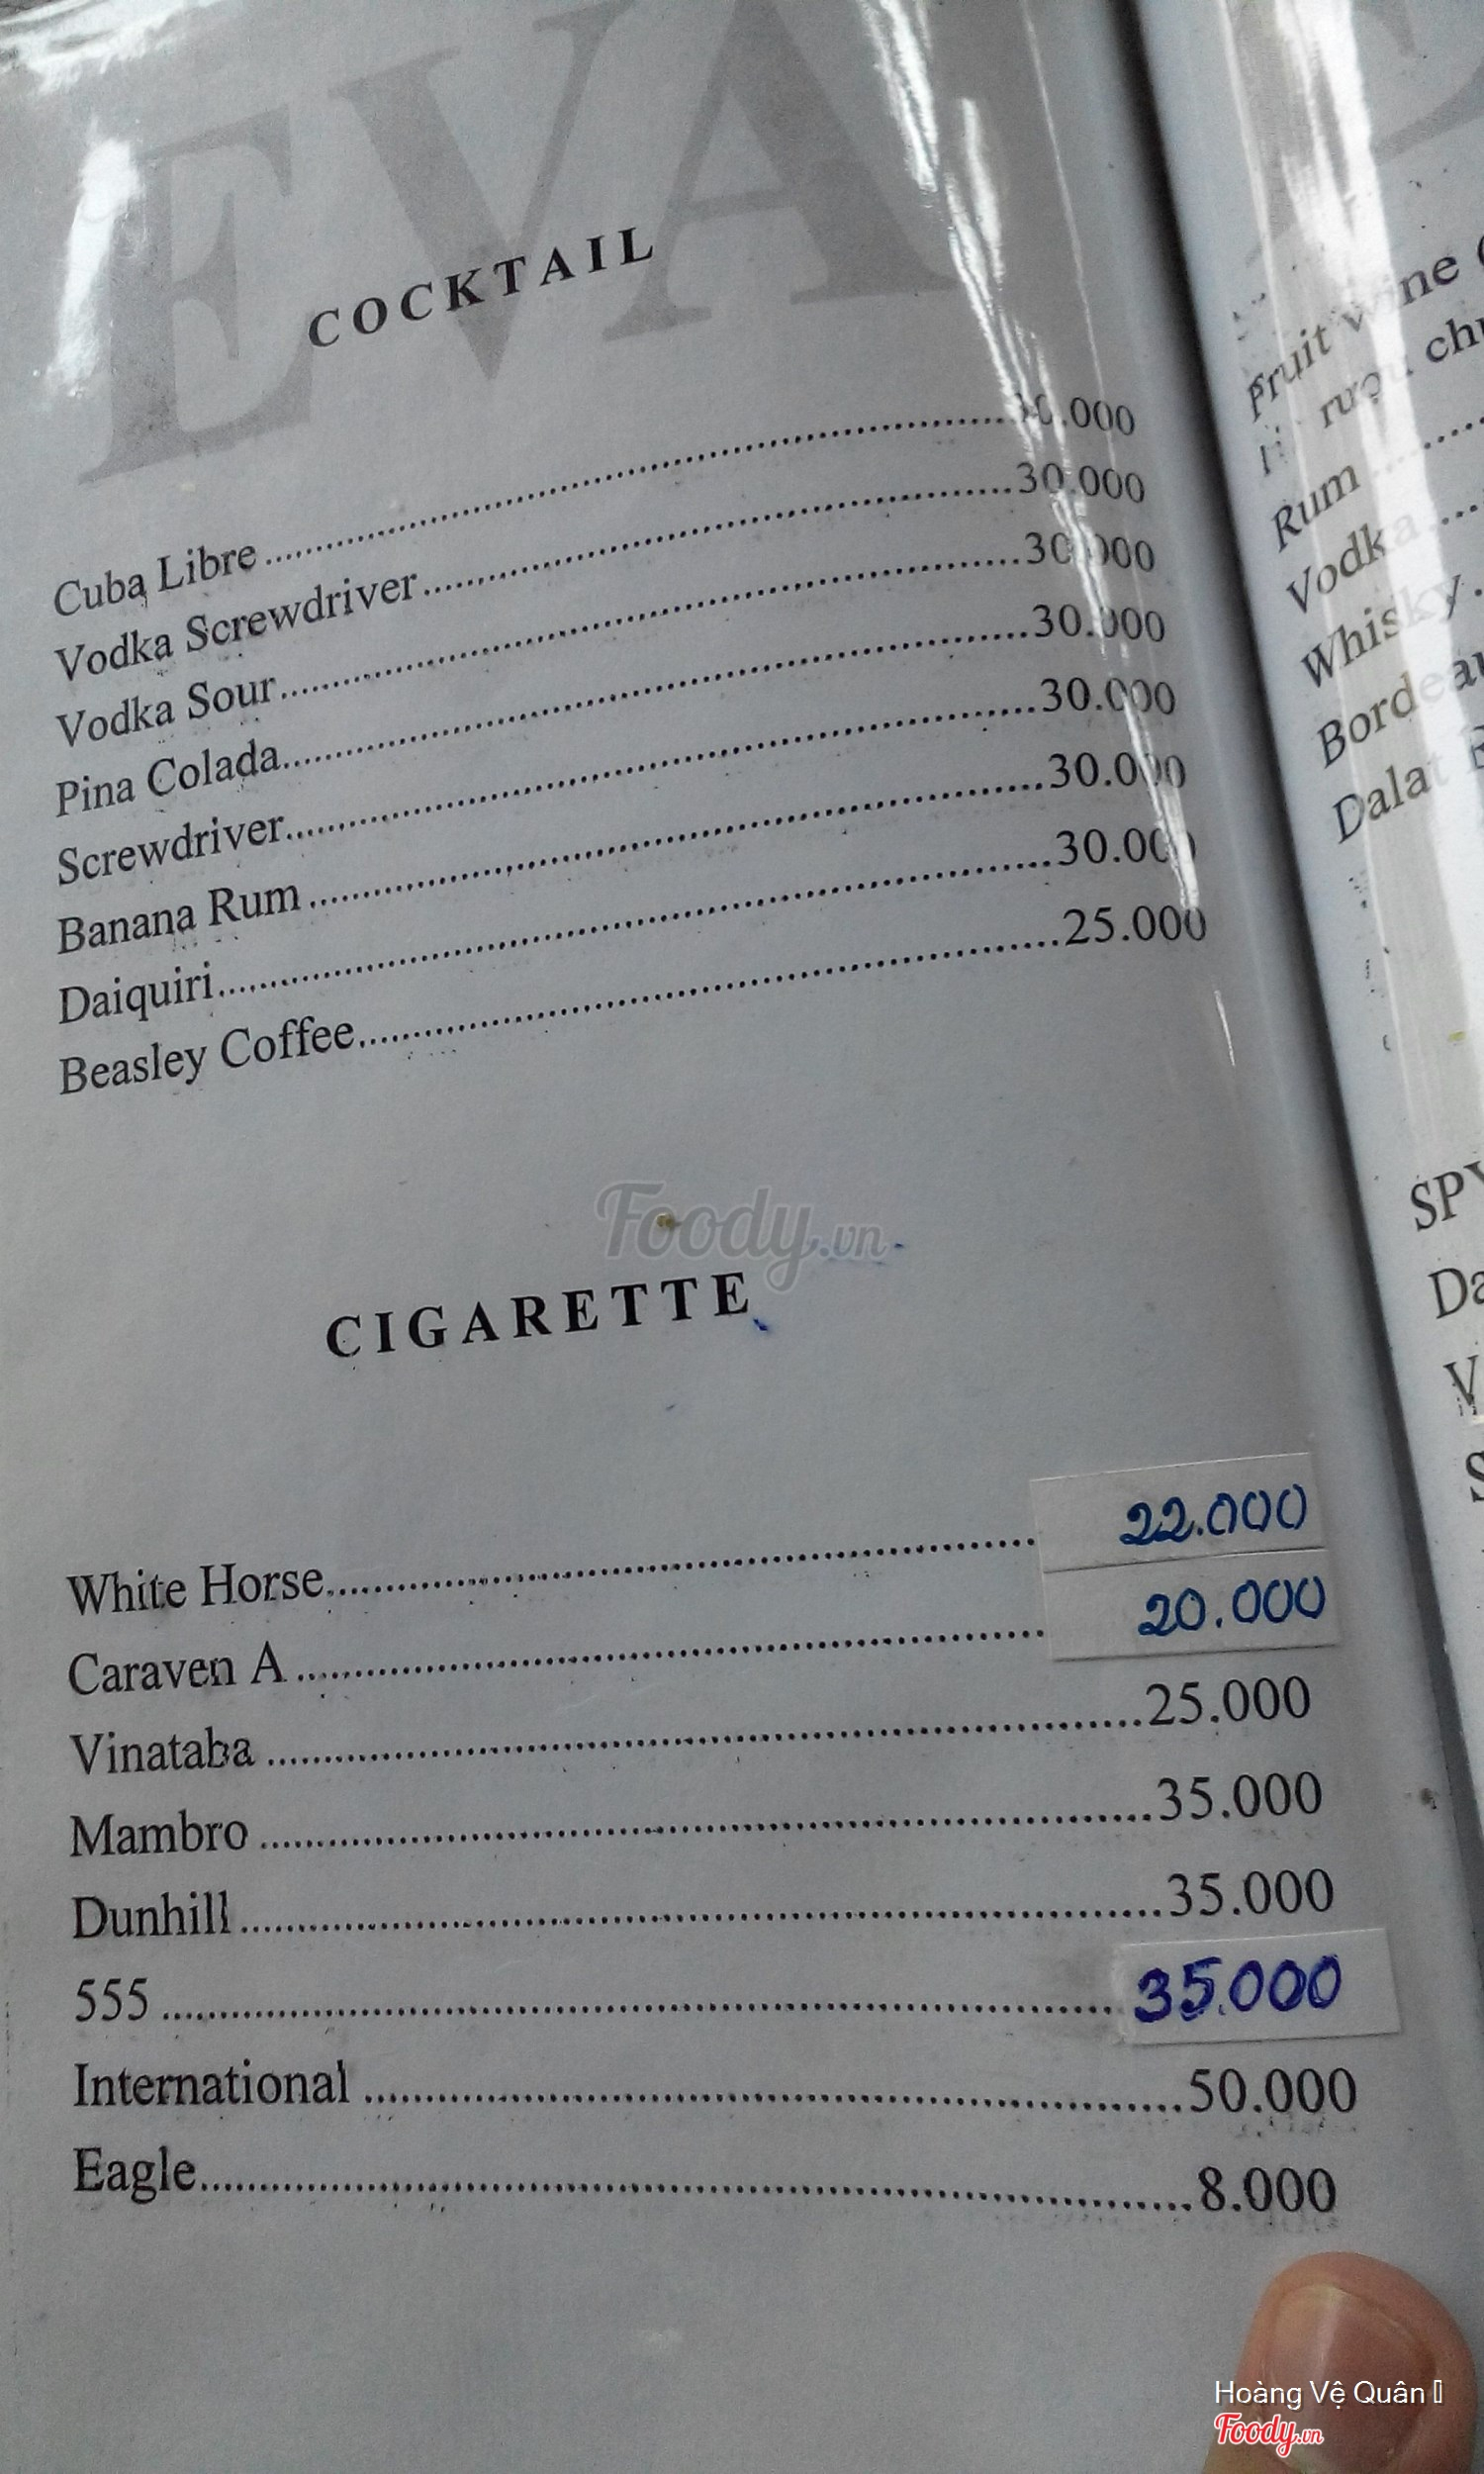 EVA
COCKTAIL
Cuba Libre
Vodka Screwdriver 30.000
Vodka Sour 30.000
Pina Colada 30.000
Screwdriver 30.000
Banana Rum 30.000
Daiquiri 30.000
Beasley Coffee 25.000
Foody.vn
CIGARETTE
White Horse 22.000
Caraven A 20.000
Vinataba 25.000
Mambro 35.000
Dunhill 35.000
555 35.000
International 50.000
Eagle 8.000
Fruit wine
rượu
Rum
Vodka
Whisky
Hoàng Vệ Quân
Foody.vn